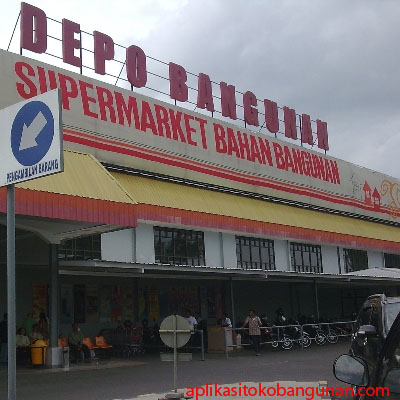 DEPO BANGUNAN
SUPERMARKET BAHAN BANGUNAN
PENGAMBILAN BARANG
aplikasitokobangunan.com